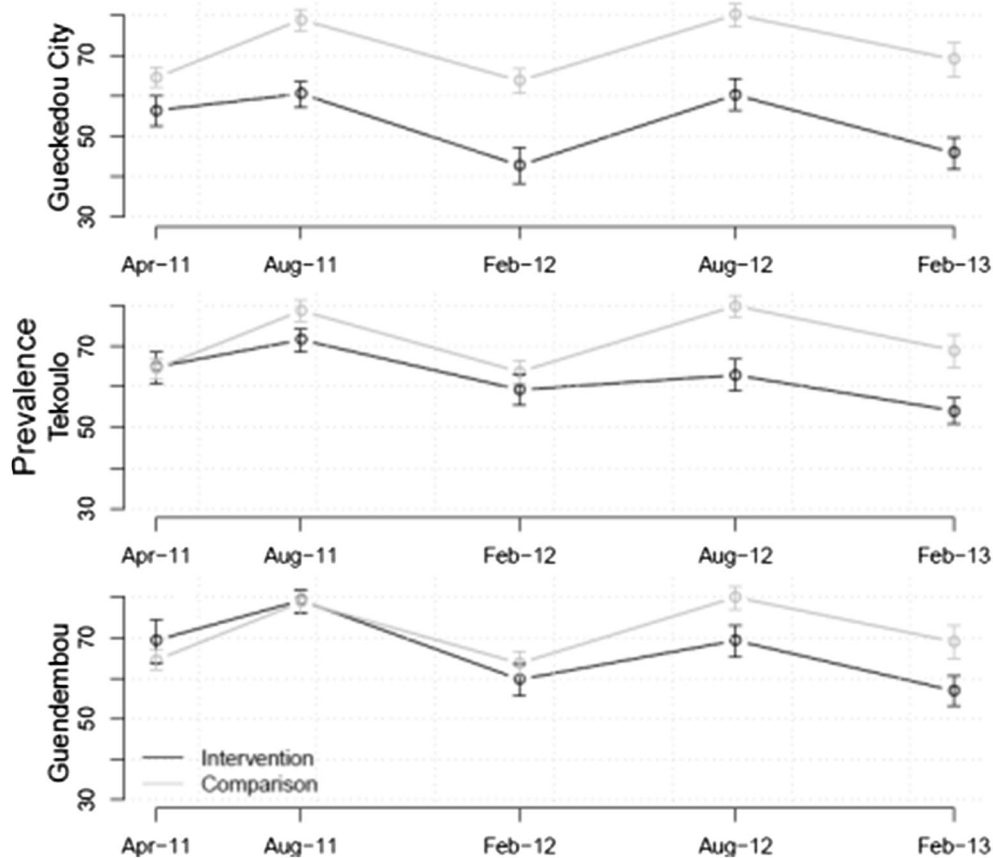 Prevalence
Gueckedou City
70
50
30
Apr-11 Aug-11 Feb-12 Aug-12 Feb-13
Tekoulo
70
50
30
Apr-11 Aug-11 Feb-12 Aug-12 Feb-13
Guendembou
70
50
30
Intervention
Comparison
Apr-11 Aug-11 Feb-12 Aug-12 Feb-13